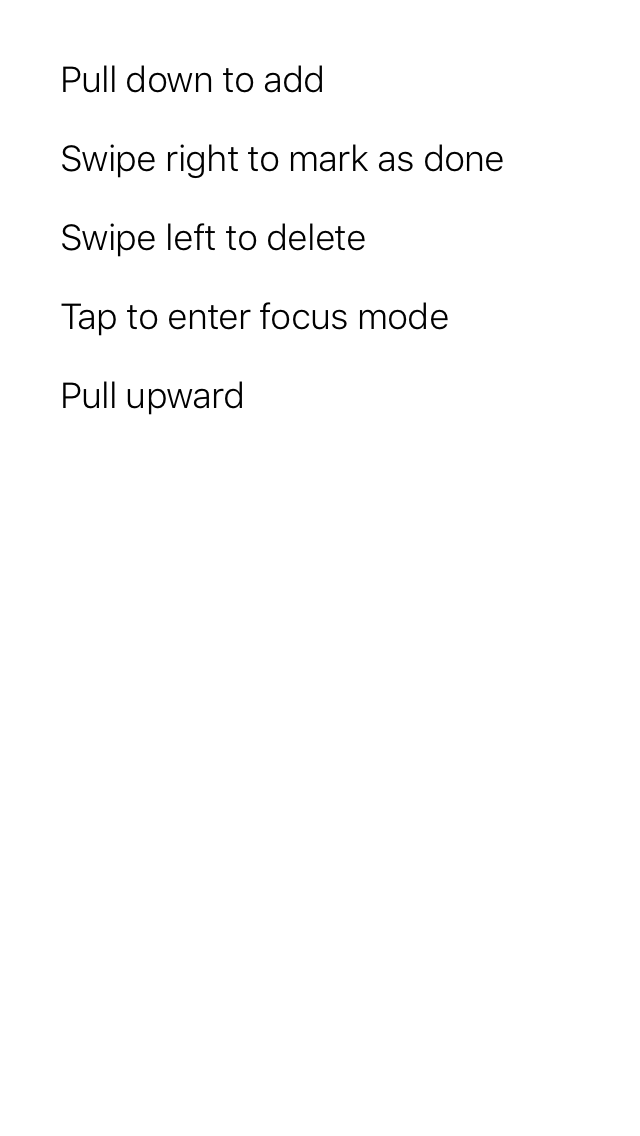 Pull down to add
Swipe right to mark as done
Swipe left to delete
Tap to enter focus mode
Pull upward